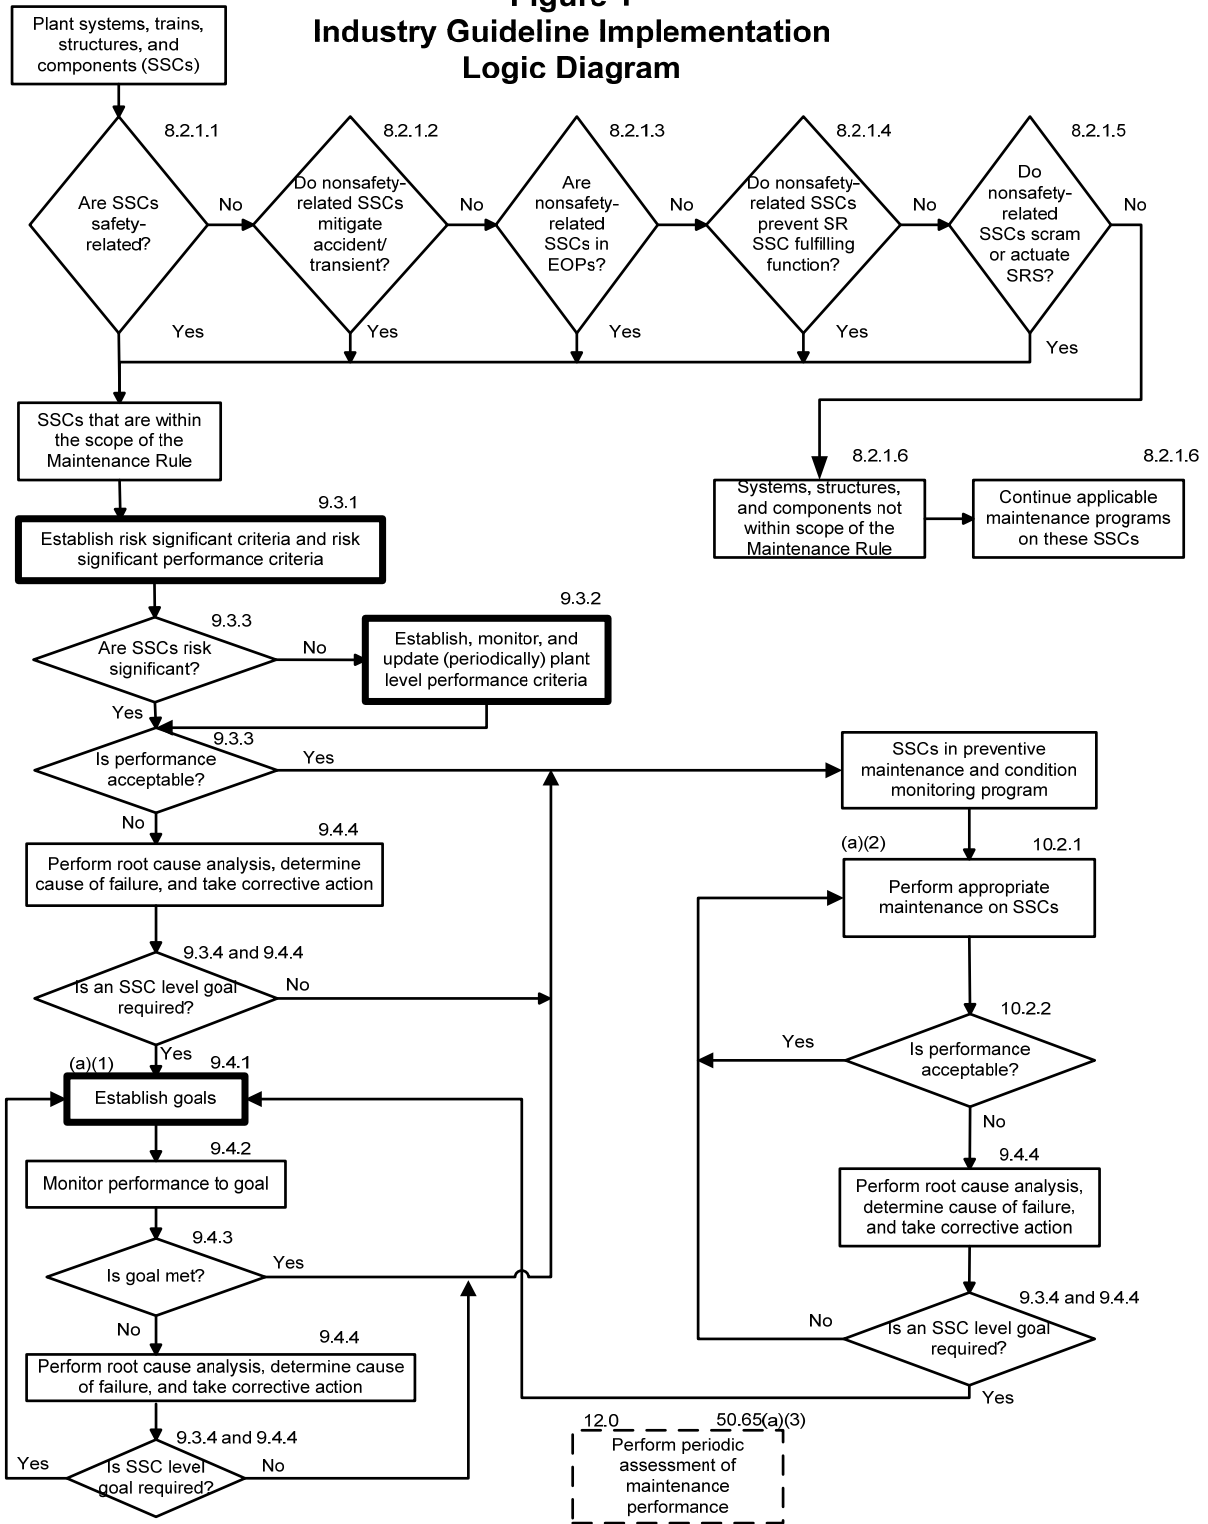 Figure 1
Industry Guideline Implementation
Logic Diagram
Plant systems, trains,
structures, and
components (SSCs)
8.2.1.1
8.2.1.2
8.2.1.3
8.2.1.4
8.2.1.5
Are SSCs
safety-
related?
No
Do nonsafety-
related SSCs
mitigate
accident/
transient?
No
Are
nonsafety-
related
SSCs in
EOPs?
No
Do nonsafety-
related SSCs
prevent SR
SSC fulfilling
function?
No
Do
nonsafety-
related
SSCs scram
or actuate
SRS?
No
Yes
Yes
Yes
Yes
Yes
SSCs that are within
the scope of the
Maintenance Rule
8.2.1.6
Systems, structures,
and components not
within scope of the
Maintenance Rule
8.2.1.6
Continue applicable
maintenance programs
on these SSCs
9.3.1
Establish risk significant criteria and risk
significant performance criteria
9.3.3
Are SSCs risk
significant?
No
9.3.2
Establish, monitor, and
update (periodically) plant
level performance criteria
Yes
9.3.3
Is performance
acceptable?
Yes
SSCs in preventive
maintenance and condition
monitoring program
No
9.4.4
Perform root cause analysis, determine
cause of failure, and take corrective action
(a)(2)
10.2.1
Perform appropriate
maintenance on SSCs
9.3.4 and 9.4.4
Is an SSC level goal
required?
No
Yes
10.2.2
Is performance
acceptable?
Yes
No
(a)(1)
9.4.1
Establish goals
9.4.2
Monitor performance to goal
9.4.4
Perform root cause analysis,
determine cause of failure,
and take corrective action
9.4.3
Is goal met?
Yes
No
9.3.4 and 9.4.4
Is an SSC level goal
required?
No
Yes
9.4.4
Perform root cause analysis, determine cause
of failure, and take corrective action
9.3.4 and 9.4.4
Is SSC level
goal required?
Yes
No
12.0
50.65(a)(3)
Perform periodic
assessment of
maintenance
performance